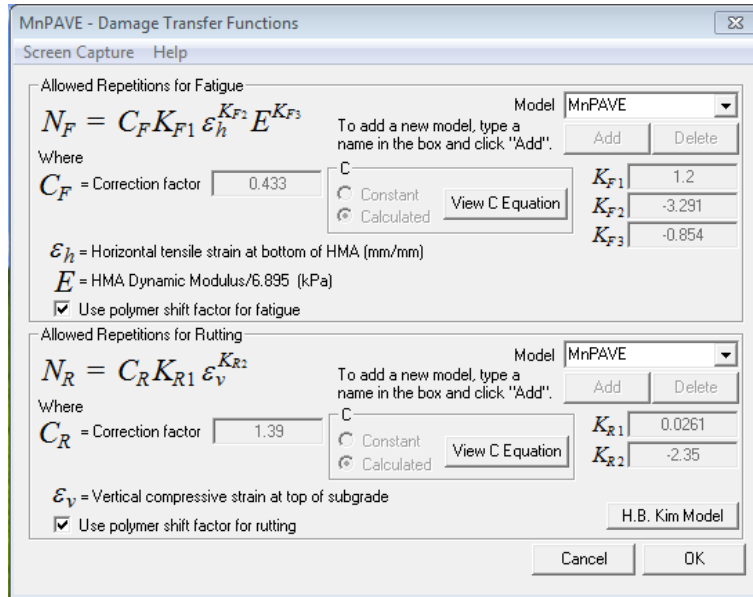 MnPAVE - Damage Transfer Functions
Screen Capture Help
Allowed Repetitions for Fatigue
N_F = C_F K_F1 ε_h^K_F2 E^K_F3
Model MnPAVE
To add a new model, type a
name in the box and click "Add".
Add Delete
Where
C_F = Correction factor 0.433
C
Constant
Calculated
View C Equation
K_F1 1.2
K_F2 -3.291
K_F3 -0.854
ε_h = Horizontal tensile strain at bottom of HMA (mm/mm)
E = HMA Dynamic Modulus/6.895 (kPa)
Use polymer shift factor for fatigue
Allowed Repetitions for Rutting
N_R = C_R K_R1 ε_v^K_R2
Model MnPAVE
To add a new model, type a
name in the box and click "Add".
Add Delete
Where
C_R = Correction factor 1.39
C
Constant
Calculated
View C Equation
K_R1 0.0261
K_R2 -2.35
ε_v = Vertical compressive strain at top of subgrade
Use polymer shift factor for rutting
H.B. Kim Model
Cancel OK